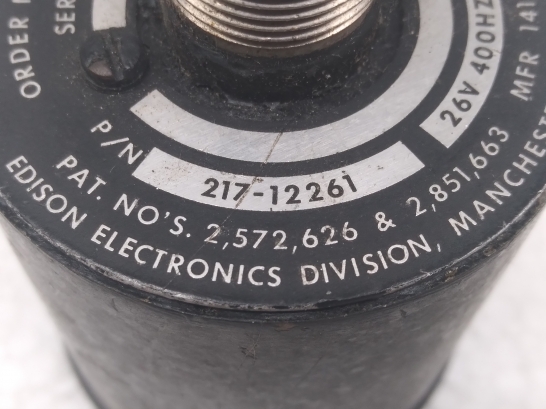 ORDER
SER
26V 400HZ
MFR 141
P/N 217-12261
PAT. NO'S. 2,572,626 & 2,851,663
EDISON ELECTRONICS DIVISION, MANCHESTE